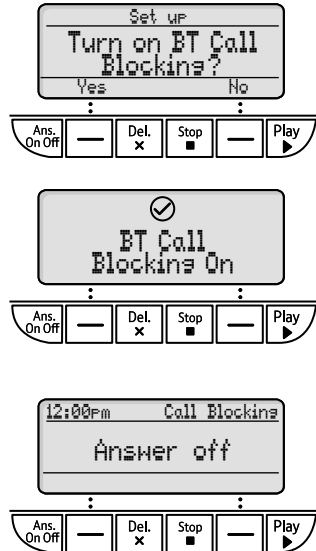 Set up
Turn on BT Call
Blocking?
Yes No
Ans.
On Off
Del.
Stop
Play
BT Call
Blocking On
Ans.
On Off
Del.
Stop
Play
12:00pm Call Blocking
Answer off
Ans.
On Off
Del.
Stop
Play